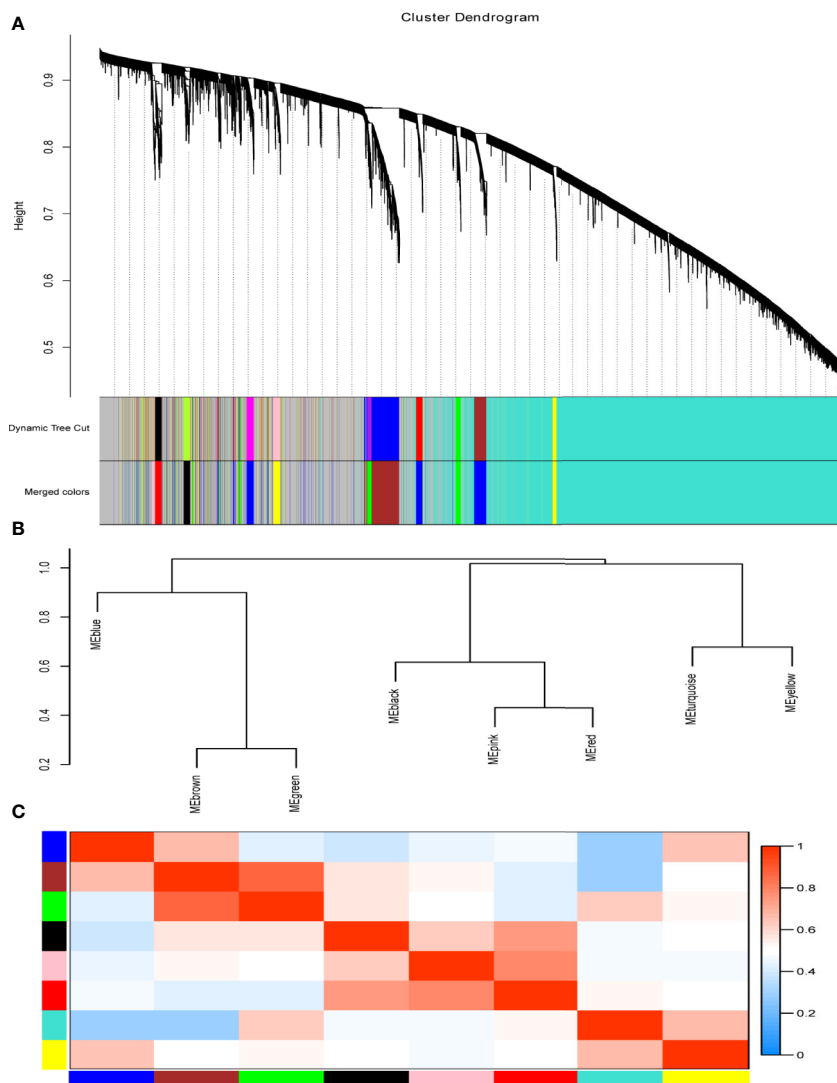 A
Cluster Dendrogram
Height
0.9
0.8
0.7
0.6
0.5
Dynamic Tree Cut
Merged colors
B
1.0
0.8
0.6
0.4
0.2
MEblue
MEbrown
MEgreen
MEblack
MEpink
MEred
MEturquoise
MEyellow
C
1
0.8
0.6
0.4
0.2
0